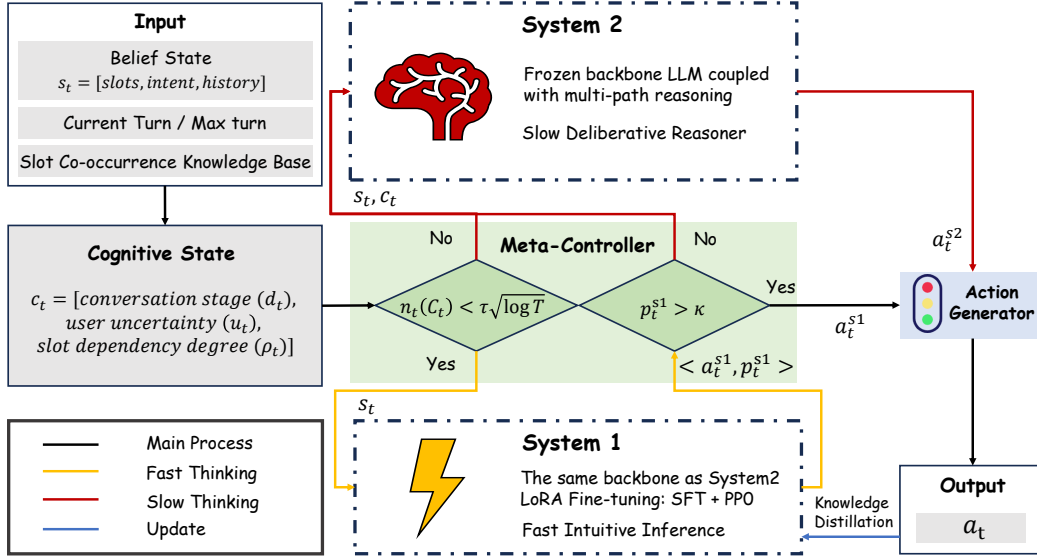 Input
Belief State
s_t = [slots, intent, history]
Current Turn / Max turn
Slot Co-occurrence Knowledge Base
System 2
Frozen backbone LLM coupled
with multi-path reasoning
Slow Deliberative Reasoner
s_t, c_t
Cognitive State
c_t = [conversation stage (d_t),
user uncertainty (u_t),
slot dependency degree (ρ_t)]
No
Meta-Controller
No
n_t(C_t) < τ√log T
p_t^{s1} > κ
Yes
Yes
< a_t^{s1}, p_t^{s1} >
a_t^{s1}
a_t^{s2}
Action
Generator
s_t
System 1
The same backbone as System2
LoRA Fine-tuning: SFT + PPO
Fast Intuitive Inference
Main Process
Fast Thinking
Slow Thinking
Update
Knowledge
Distillation
Output
a_t